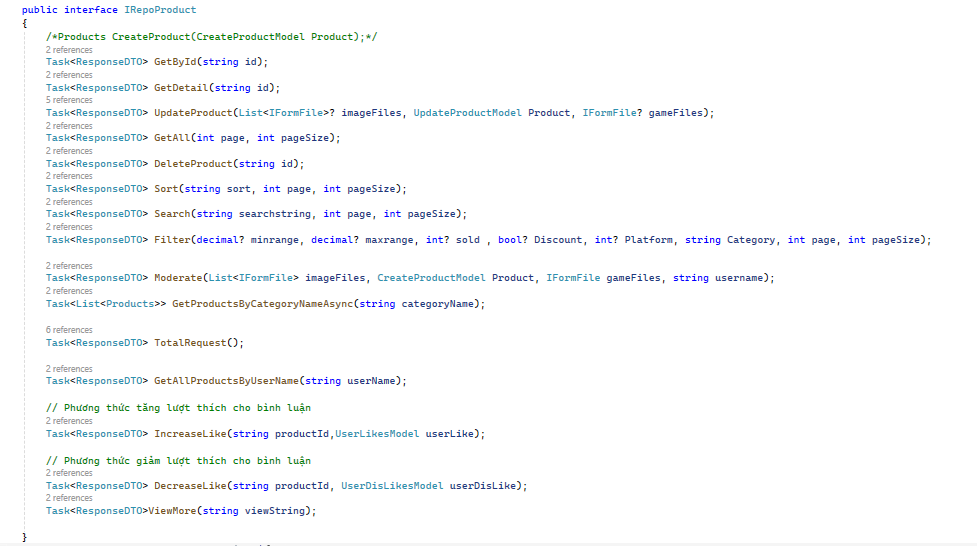 public interface IRepoProduct
{
/*Products CreateProduct(CreateProductModel Product);*/
2 references
Task<ResponseDTO> GetById(string id);
2 references
Task<ResponseDTO> GetDetail(string id);
5 references
Task<ResponseDTO> UpdateProduct(List<IFormFile>? imageFiles, UpdateProductModel Product, IFormFile? gameFiles);
2 references
Task<ResponseDTO> GetAll(int page, int pageSize);
2 references
Task<ResponseDTO> DeleteProduct(string id);
2 references
Task<ResponseDTO> Sort(string sort, int page, int pageSize);
2 references
Task<ResponseDTO> Search(string searchstring, int page, int pageSize);
2 references
Task<ResponseDTO> Filter(decimal? minrange, decimal? maxrange, int? sold , bool? Discount, int? Platform, string Category, int page, int pageSize);
2 references
Task<ResponseDTO> Moderate(List<IFormFile> imageFiles, CreateProductModel Product, IFormFile gameFiles, string username);
2 references
Task<List<Products>> GetProductsByCategoryNameAsync(string categoryName);
6 references
Task<ResponseDTO> TotalRequest();
2 references
Task<ResponseDTO> GetAllProductsByUserName(string userName);
// Phương thức tăng lượt thích cho bình luận
2 references
Task<ResponseDTO> IncreaseLike(string productId,UserLikesModel userLike);
// Phương thức giảm lượt thích cho bình luận
2 references
Task<ResponseDTO> DecreaseLike(string productId, UserDisLikesModel userDisLike);
2 references
Task<ResponseDTO>ViewMore(string viewString);
}